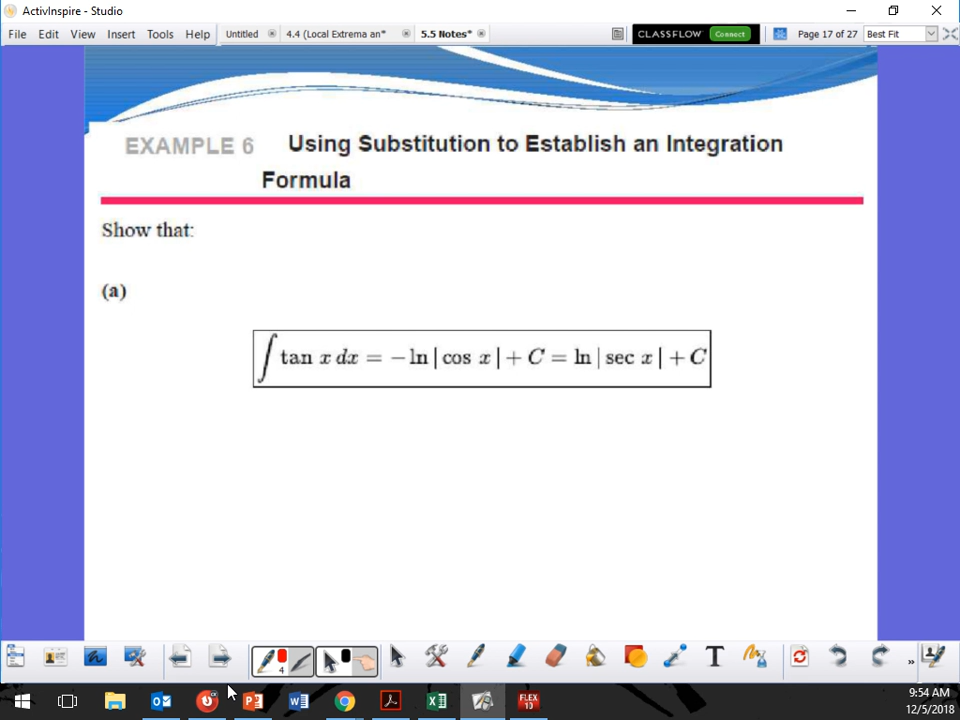 ActivInspire - Studio
File Edit View Insert Tools Help Untitled 4.4 (Local Extrema an* 5.5 Notes* CLASSFLOW Connect Page 17 of 27 Best Fit
EXAMPLE 6 Using Substitution to Establish an Integration
Formula
Show that:
(a)
∫ tan x dx = −ln | cos x | + C = ln | sec x | + C
4 T »
9:54 AM
FLEX
12/5/2018